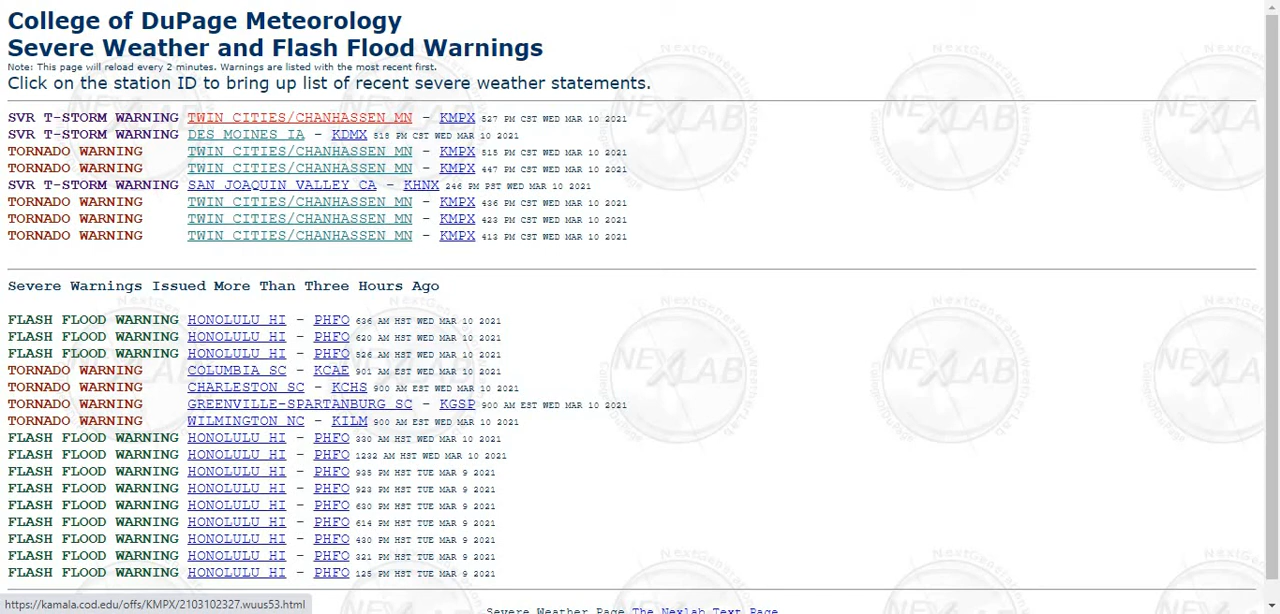 College of DuPage Meteorology
Severe Weather and Flash Flood Warnings
Note: This page will reload every 2 minutes. Warnings are listed with the most recent first.
Click on the station ID to bring up list of recent severe weather statements.
SVR T-STORM WARNING TWIN CITIES/CHANHASSEN MN - KMPX 527 PM CST WED MAR 10 2021
SVR T-STORM WARNING DES MOINES IA - KDMX 518 PM CST WED MAR 10 2021
TORNADO WARNING TWIN CITIES/CHANHASSEN MN - KMPX 515 PM CST WED MAR 10 2021
TORNADO WARNING TWIN CITIES/CHANHASSEN MN - KMPX 447 PM CST WED MAR 10 2021
SVR T-STORM WARNING SAN JOAQUIN VALLEY CA - KHNX 246 PM PST WED MAR 10 2021
TORNADO WARNING TWIN CITIES/CHANHASSEN MN - KMPX 436 PM CST WED MAR 10 2021
TORNADO WARNING TWIN CITIES/CHANHASSEN MN - KMPX 423 PM CST WED MAR 10 2021
TORNADO WARNING TWIN CITIES/CHANHASSEN MN - KMPX 413 PM CST WED MAR 10 2021
Severe Warnings Issued More Than Three Hours Ago
FLASH FLOOD WARNING HONOLULU HI - PHFO 636 AM HST WED MAR 10 2021
FLASH FLOOD WARNING HONOLULU HI - PHFO 620 AM HST WED MAR 10 2021
FLASH FLOOD WARNING HONOLULU HI - PHFO 526 AM HST WED MAR 10 2021
TORNADO WARNING COLUMBIA SC - KCAE 901 AM EST WED MAR 10 2021
TORNADO WARNING CHARLESTON SC - KCHS 900 AM EST WED MAR 10 2021
TORNADO WARNING GREENVILLE-SPARTANBURG SC - KGSP 900 AM EST WED MAR 10 2021
TORNADO WARNING WILMINGTON NC - KILM 900 AM EST WED MAR 10 2021
FLASH FLOOD WARNING HONOLULU HI - PHFO 330 AM HST WED MAR 10 2021
FLASH FLOOD WARNING HONOLULU HI - PHFO 1232 AM HST WED MAR 10 2021
FLASH FLOOD WARNING HONOLULU HI - PHFO 935 PM HST TUE MAR 9 2021
FLASH FLOOD WARNING HONOLULU HI - PHFO 923 PM HST TUE MAR 9 2021
FLASH FLOOD WARNING HONOLULU HI - PHFO 630 PM HST TUE MAR 9 2021
FLASH FLOOD WARNING HONOLULU HI - PHFO 614 PM HST TUE MAR 9 2021
FLASH FLOOD WARNING HONOLULU HI - PHFO 430 PM HST TUE MAR 9 2021
FLASH FLOOD WARNING HONOLULU HI - PHFO 321 PM HST TUE MAR 9 2021
FLASH FLOOD WARNING HONOLULU HI - PHFO 125 PM HST TUE MAR 9 2021
https://kamala.cod.edu/offs/KMPX/2103102327.wuus53.html
Severe Weather Page The Nexlab Text Page